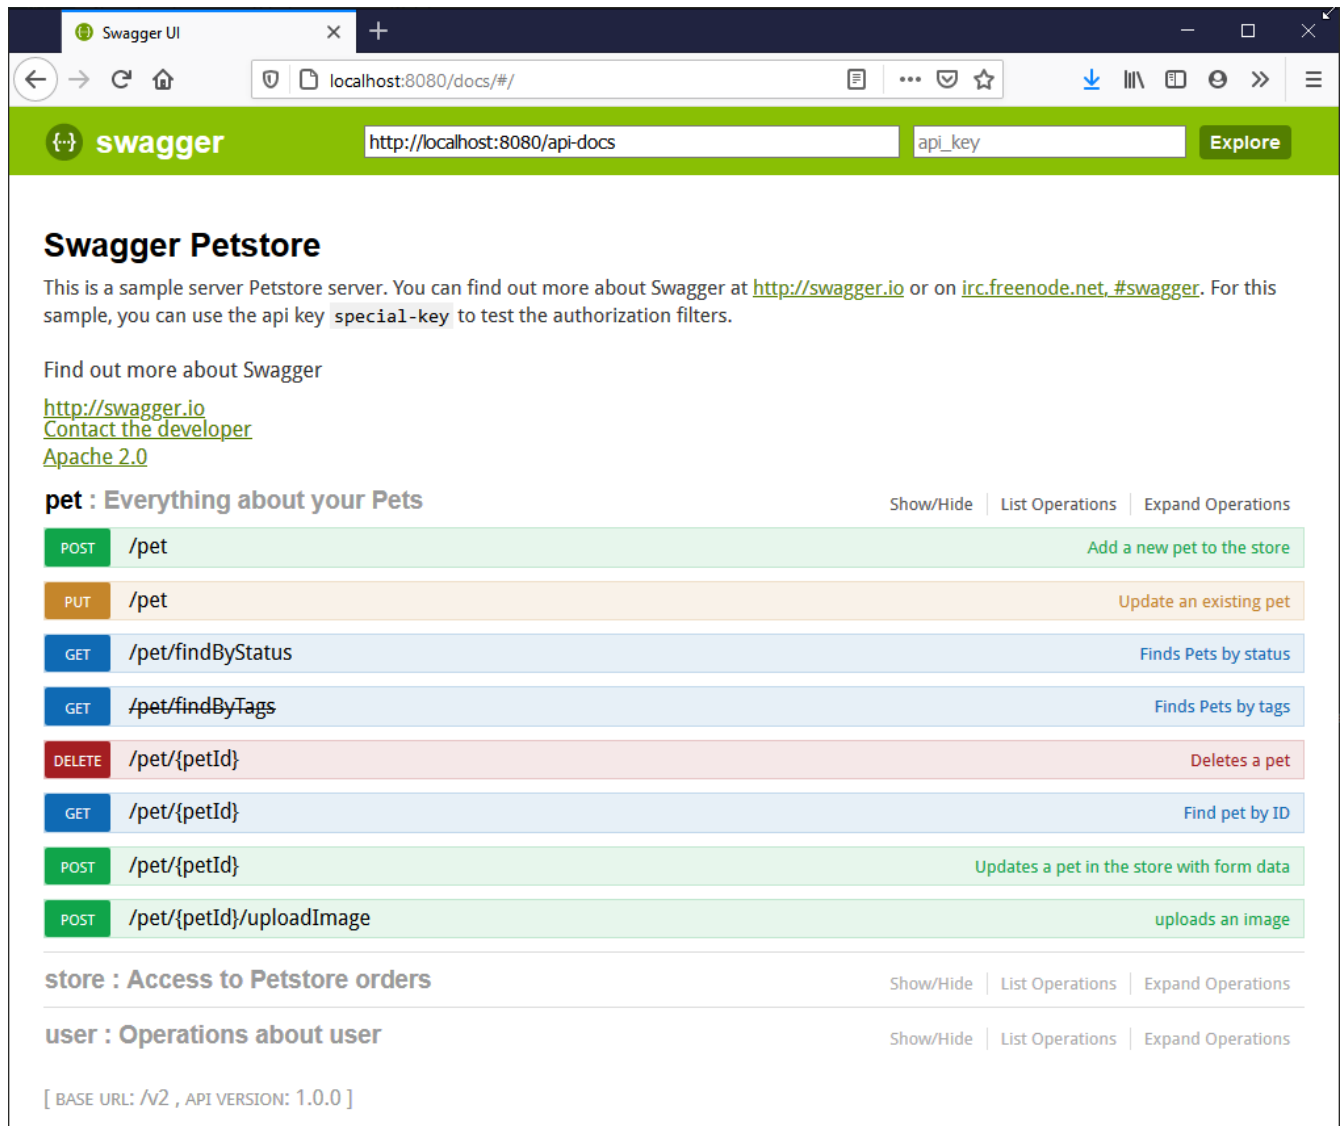 Swagger UI
localhost:8080/docs/#/
{··} swagger http://localhost:8080/api-docs api_key Explore
Swagger Petstore
This is a sample server Petstore server. You can find out more about Swagger at http://swagger.io or on irc.freenode.net, #swagger. For this
sample, you can use the api key special-key to test the authorization filters.
Find out more about Swagger
http://swagger.io
Contact the developer
Apache 2.0
pet : Everything about your Pets Show/Hide List Operations Expand Operations
POST /pet Add a new pet to the store
PUT /pet Update an existing pet
GET /pet/findByStatus Finds Pets by status
GET /pet/findByTags Finds Pets by tags
DELETE /pet/{petId} Deletes a pet
GET /pet/{petId} Find pet by ID
POST /pet/{petId} Updates a pet in the store with form data
POST /pet/{petId}/uploadImage uploads an image
store : Access to Petstore orders Show/Hide List Operations Expand Operations
user : Operations about user Show/Hide List Operations Expand Operations
[ BASE URL: /v2 , API VERSION: 1.0.0 ]